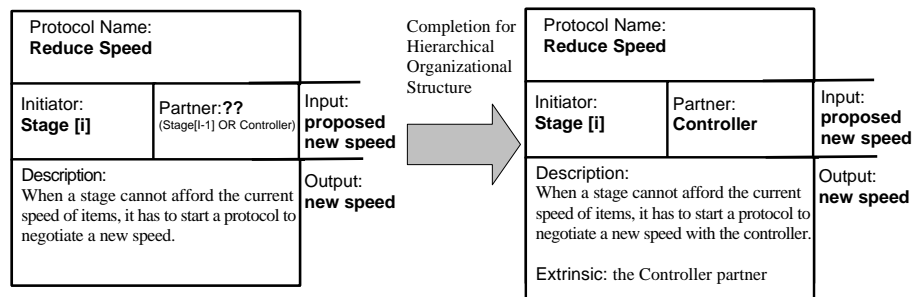 Protocol Name:
Reduce Speed
Initiator:
Stage [i]
Partner:??
(Stage[I-1] OR Controller)
Input:
proposed
new speed
Description:
When a stage cannot afford the current
speed of items, it has to start a protocol to
negotiate a new speed.
Output:
new speed
Completion for
Hierarchical
Organizational
Structure
Protocol Name:
Reduce Speed
Initiator:
Stage [i]
Partner:
Controller
Input:
proposed
new speed
Description:
When a stage cannot afford the current
speed of items, it has to start a protocol to
negotiate a new speed with the controller.
Extrinsic: the Controller partner
Output:
new speed